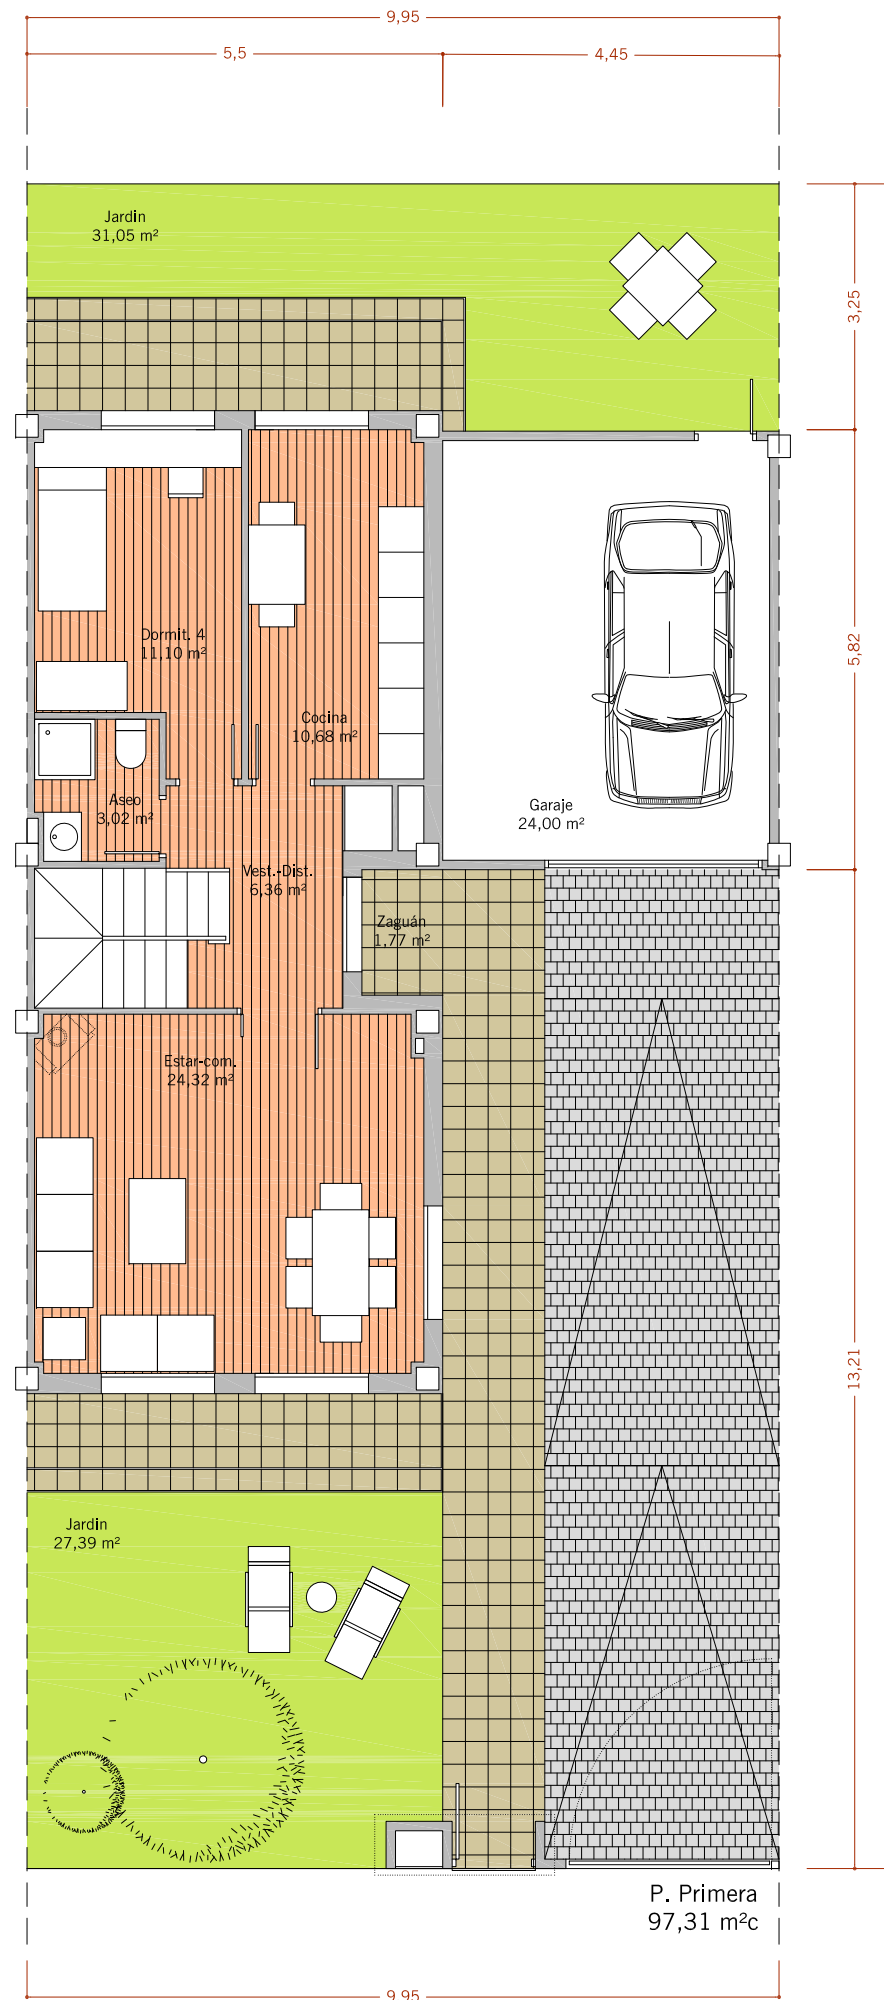 9,95
5,5
4,45
Jardin
31,05 m²
3,25
Dormit. 4
11,10 m²
5,82
Cocina
10,68 m²
Aseo
3,02 m²
Garaje
24,00 m²
Vest.-Dist.
6,36 m²
Zaguán
1,77 m²
Estar-com.
24,32 m²
13,21
Jardin
27,39 m²
P. Primera
97,31 m²c
9,95